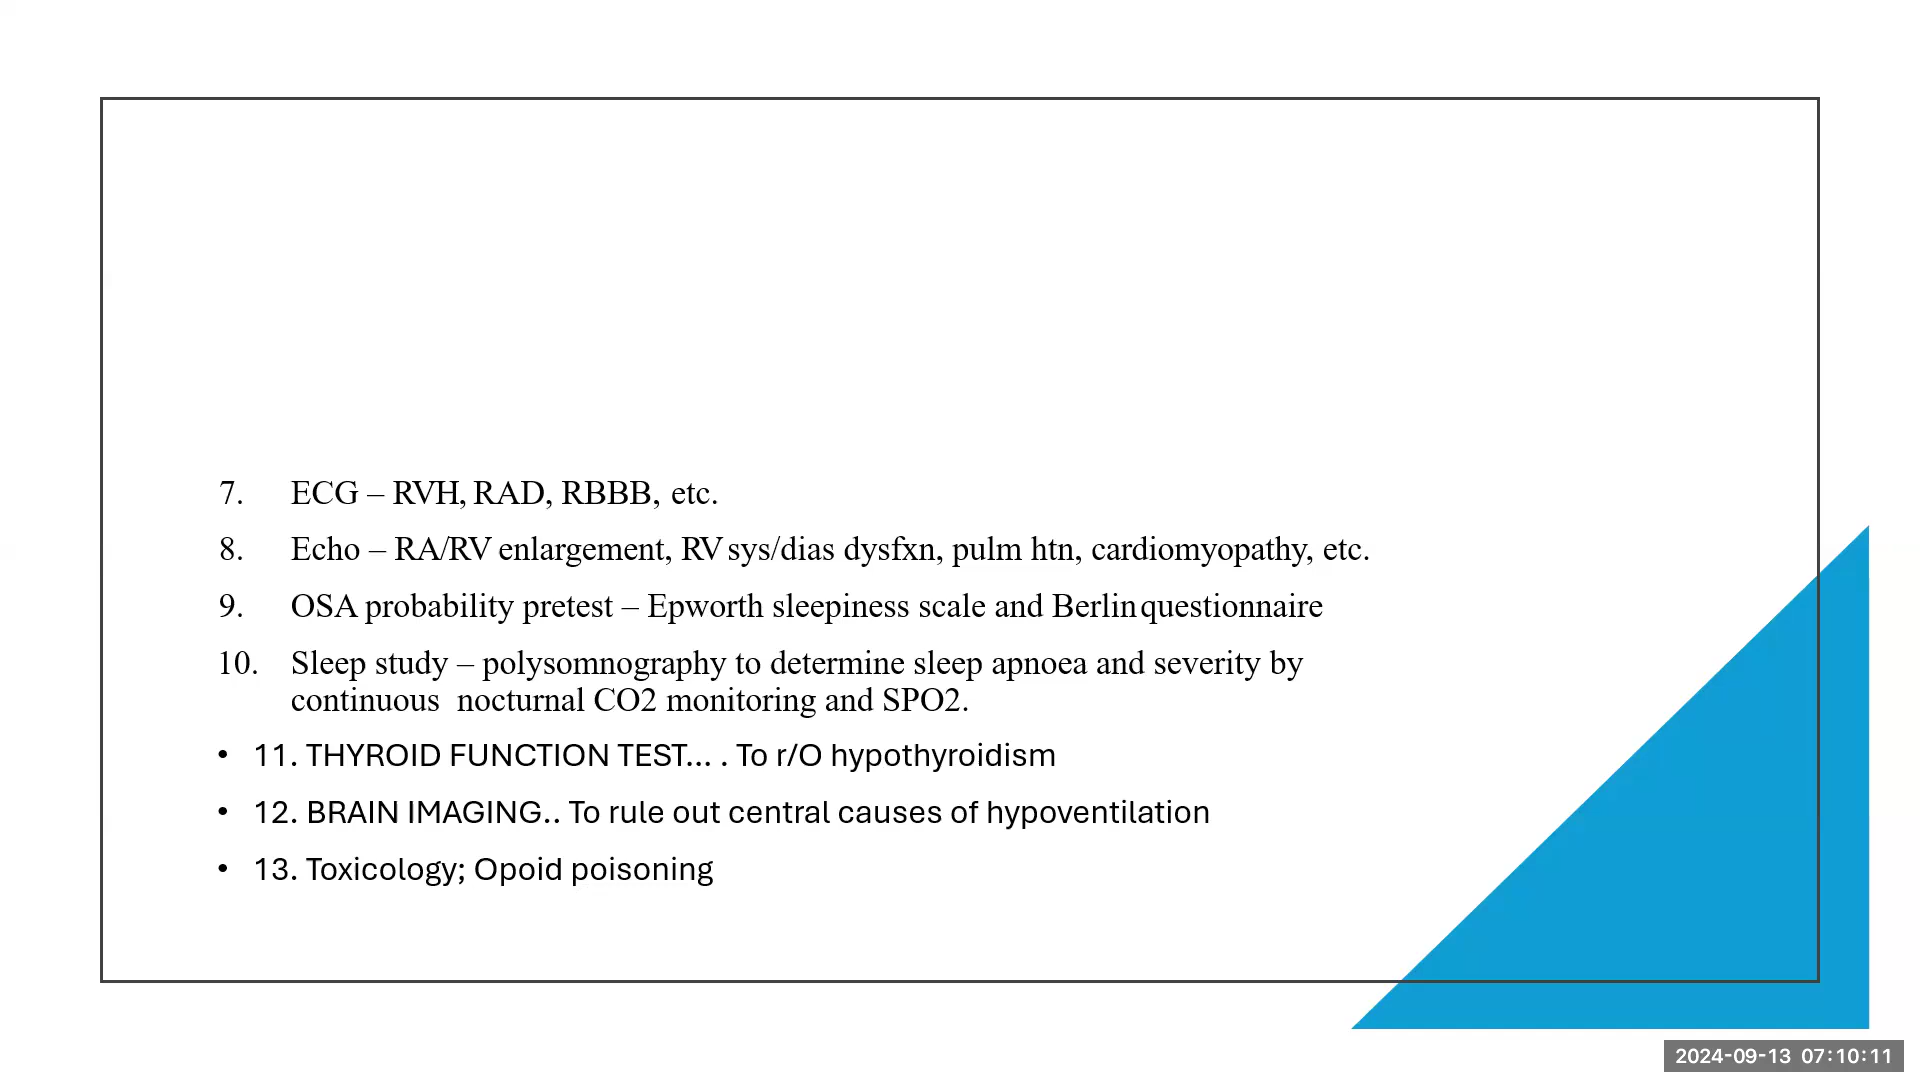 7. ECG – RVH, RAD, RBBB, etc.
8. Echo – RA/RV enlargement, RV sys/dias dysfxn, pulm htn, cardiomyopathy, etc.
9. OSA probability pretest – Epworth sleepiness scale and Berlin questionnaire
10. Sleep study – polysomnography to determine sleep apnoea and severity by
continuous nocturnal CO2 monitoring and SPO2.
• 11. THYROID FUNCTION TEST... . To r/O hypothyroidism
• 12. BRAIN IMAGING.. To rule out central causes of hypoventilation
• 13. Toxicology; Opoid poisoning
2024-09-13 07:10:11